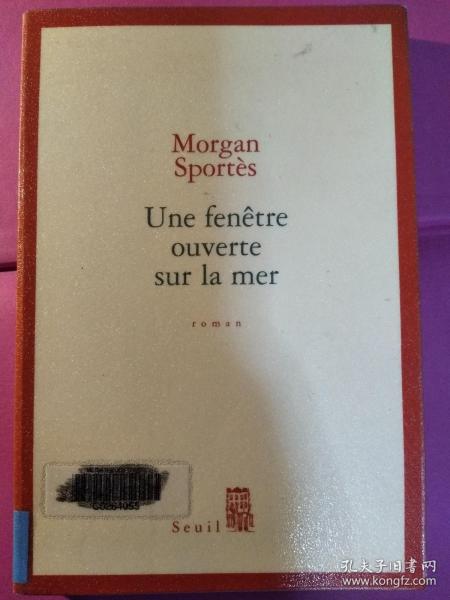 Morgan
Sportès
Une fenêtre
ouverte
sur la mer
roman
Seuil
孔夫子旧书网
www.kongfz.com